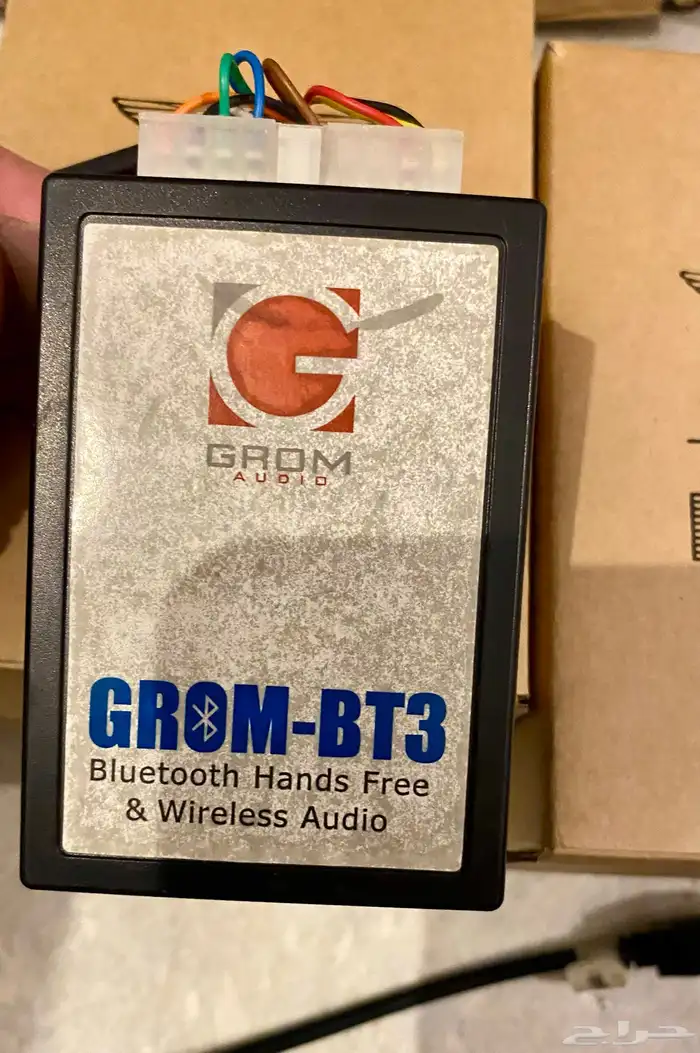 GROM
AUDIO
GROM-BT3
Bluetooth Hands Free
& Wireless Audio
حراج